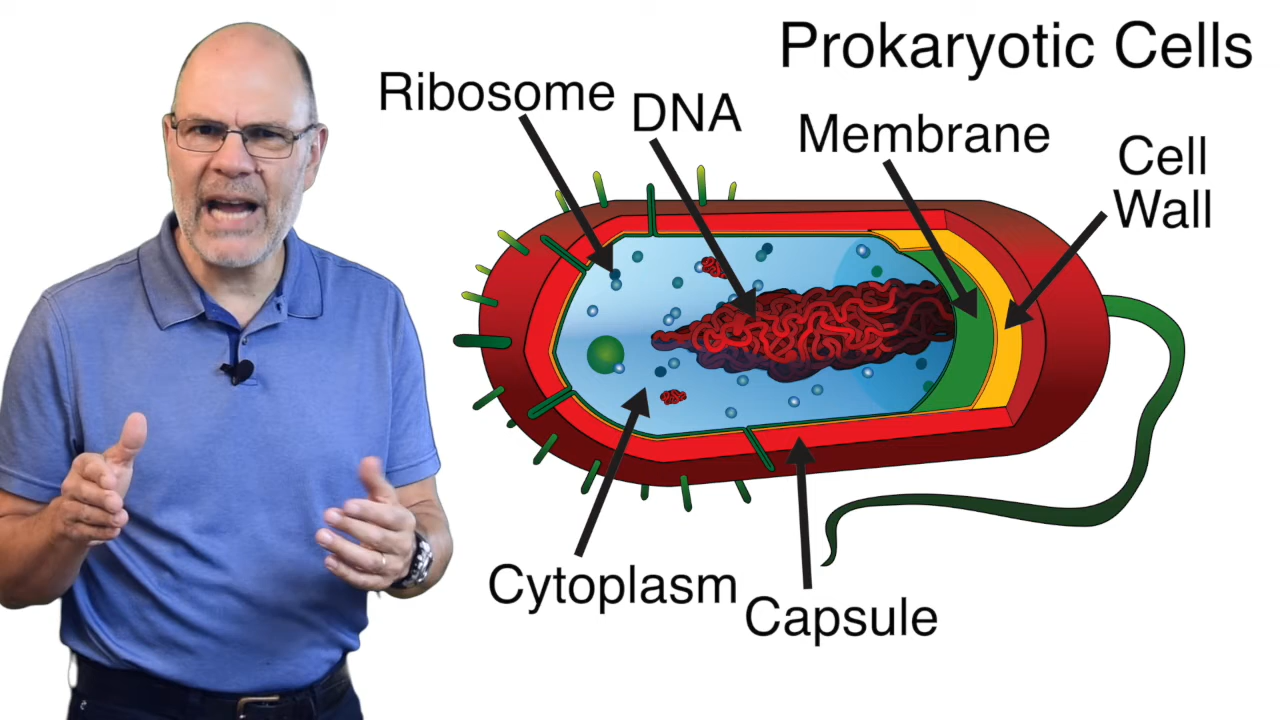 Prokaryotic Cells
Ribosome
DNA
Membrane
Cell
Wall
Cytoplasm
Capsule